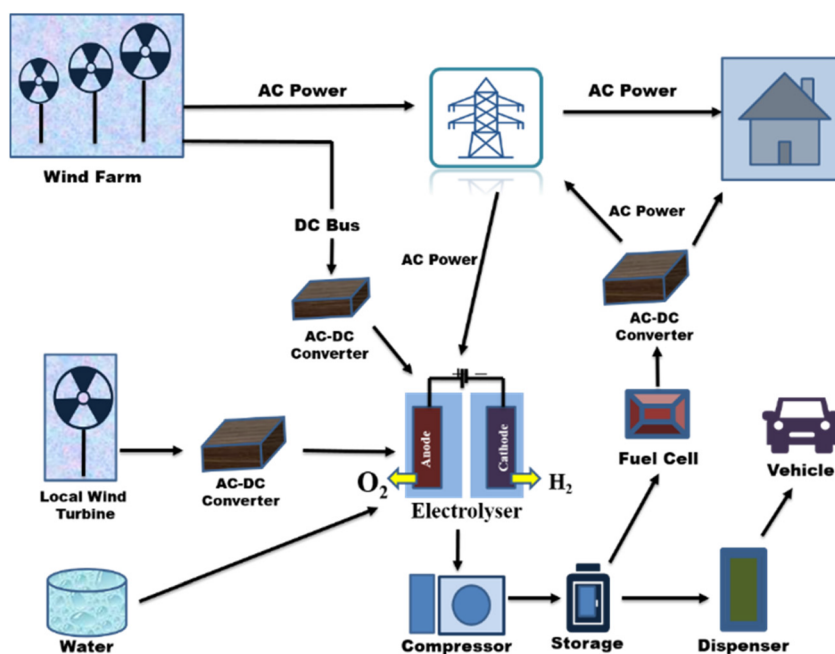 AC Power
AC Power
Wind Farm
DC Bus
AC Power
AC Power
AC-DC
Converter
AC-DC
Converter
Anode
Cathode
Fuel Cell
Vehicle
Local Wind
Turbine
AC-DC
Converter
O₂
H₂
Electrolyser
Water
Compressor
Storage
Dispenser